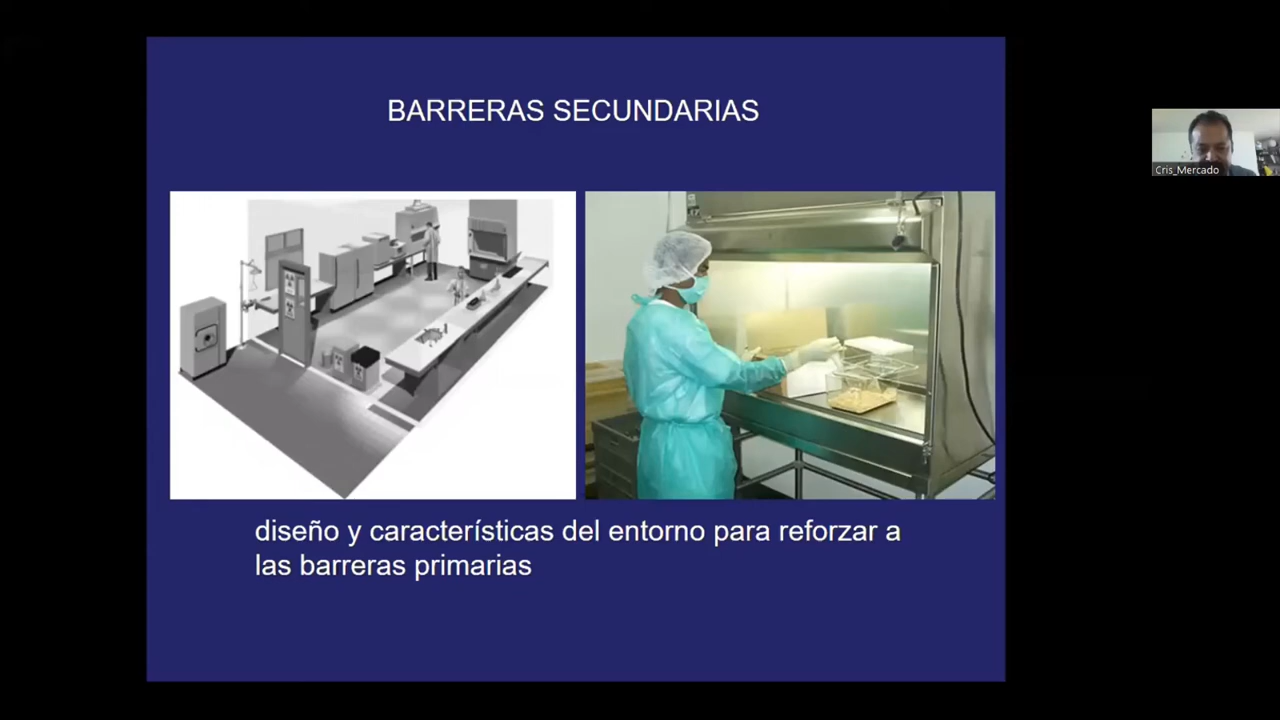 BARRERAS SECUNDARIAS
Cris_Mercado
diseño y características del entorno para reforzar a
las barreras primarias